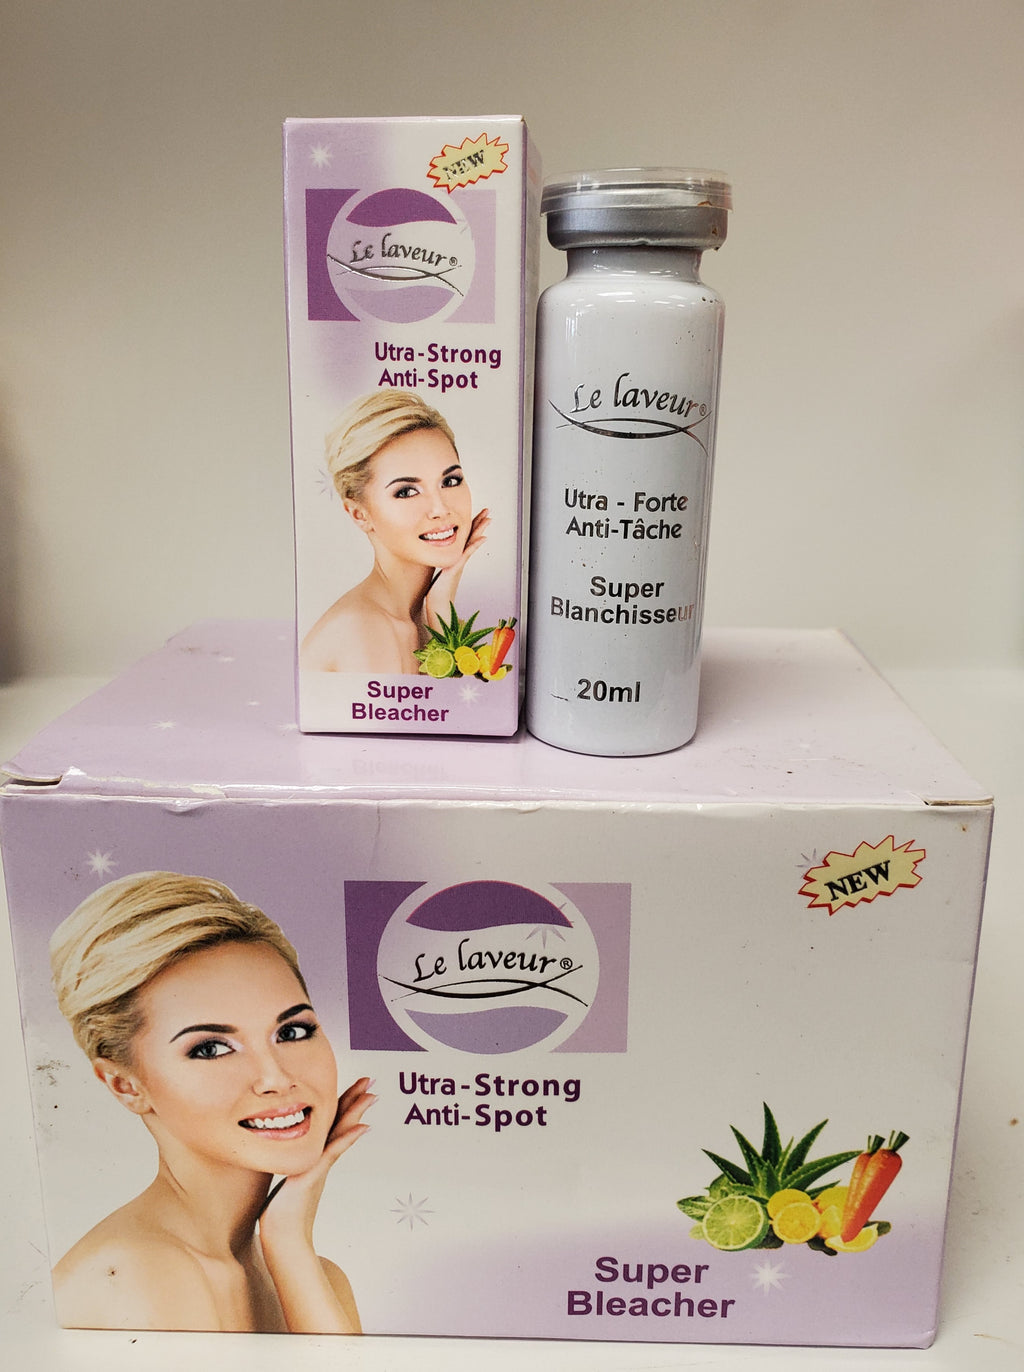 NEW
Le laveur®
Utra-Strong
Anti-Spot
Super
Bleacher
Le laveur®
Utra - Forte
Anti-Tâche
Super
Blanchisseur
20ml
NEW
Le laveur®
Utra-Strong
Anti-Spot
Super
Bleacher